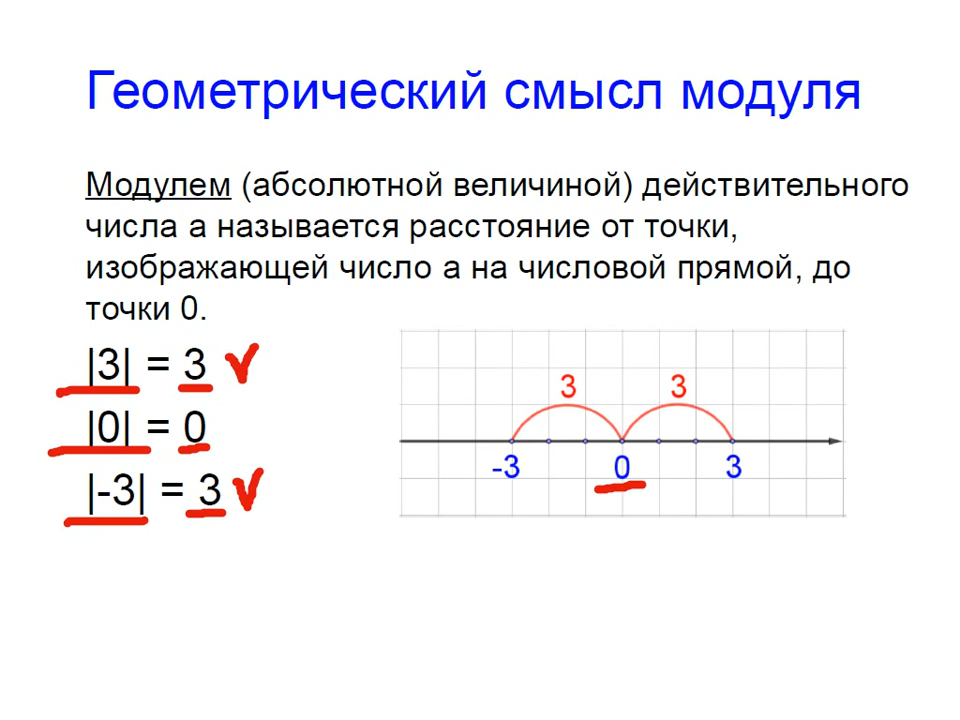 Геометрический смысл модуля
Модулем (абсолютной величиной) действительного
числа а называется расстояние от точки,
изображающей число а на числовой прямой, до
точки 0.
|3| = 3
|0| = 0
|-3| = 3
3 3
-3 0 3